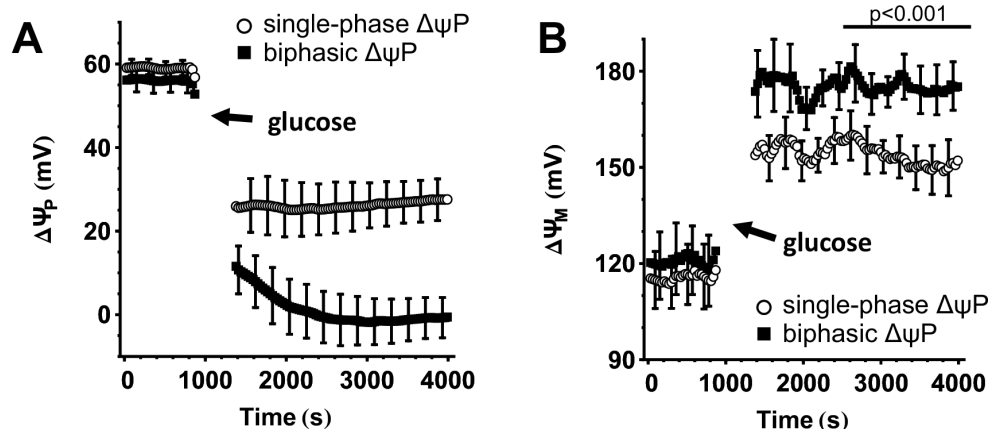 A
○ single-phase ΔψP
■ biphasic ΔψP
ΔΨP (mV)
60
40
20
0
glucose
0 1000 2000 3000 4000
Time (s)
B
p<0.001
ΔΨM (mV)
180
150
120
90
glucose
○ single-phase ΔψP
■ biphasic ΔψP
0 1000 2000 3000 4000
Time (s)